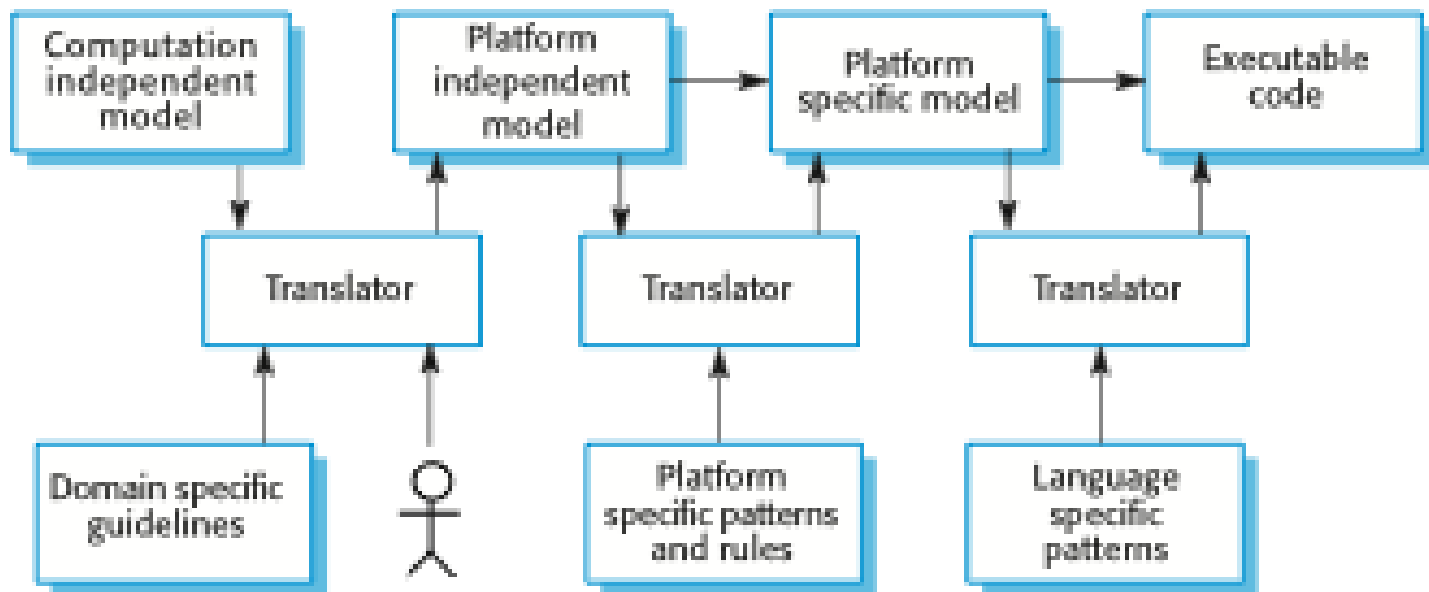 Computation
independent
model
Platform
independent
model
Platform
specific model
Executable
code
Translator
Translator
Translator
Domain specific
guidelines
Platform
specific patterns
and rules
Language
specific
patterns